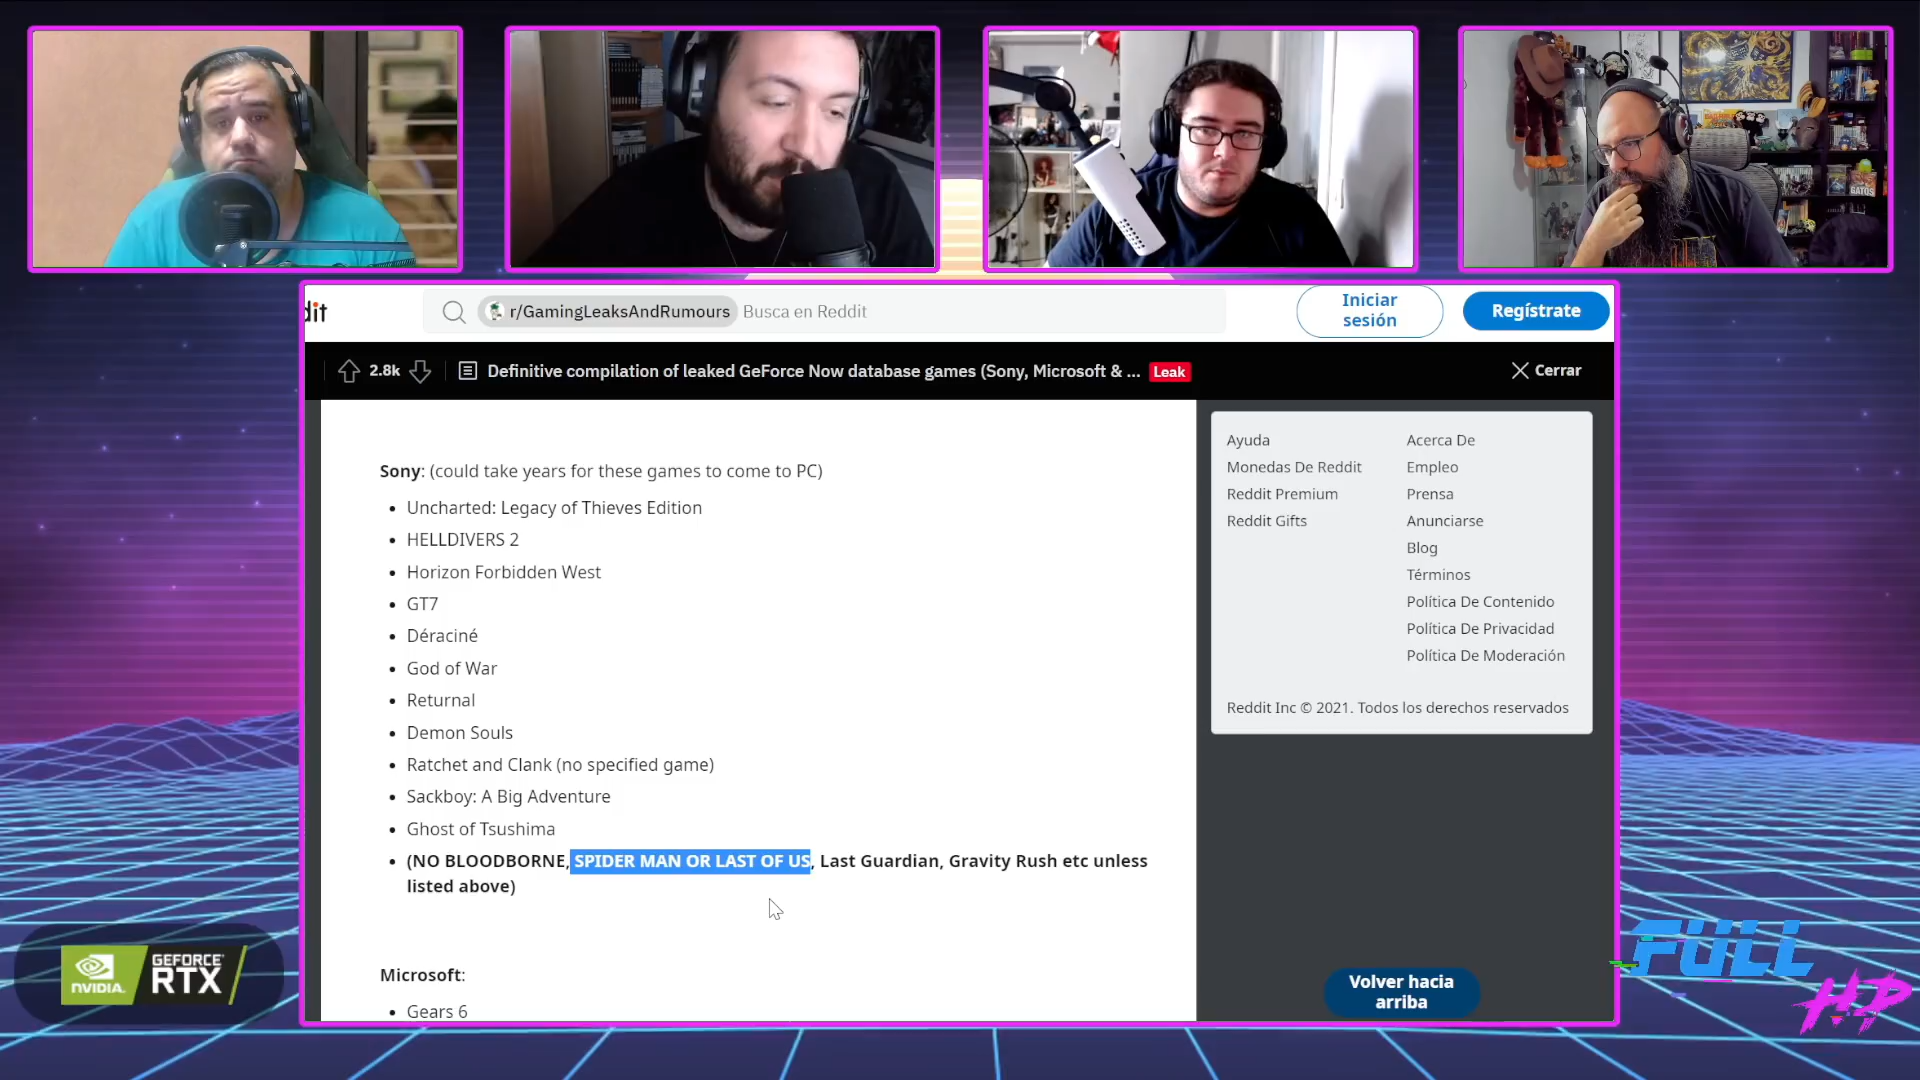 dit
r/GamingLeaksAndRumours
Busca en Reddit
Iniciar
sesión
Regístrate
2.8k
Definitive compilation of leaked GeForce Now database games (Sony, Microsoft & ...
Leak
Cerrar
Sony: (could take years for these games to come to PC)
• Uncharted: Legacy of Thieves Edition
• HELLDIVERS 2
• Horizon Forbidden West
• GT7
• Déraciné
• God of War
• Returnal
• Demon Souls
• Ratchet and Clank (no specified game)
• Sackboy: A Big Adventure
• Ghost of Tsushima
• (NO BLOODBORNE, SPIDER MAN OR LAST OF US, Last Guardian, Gravity Rush etc unless
listed above)
Microsoft:
• Gears 6
Ayuda
Monedas De Reddit
Reddit Premium
Reddit Gifts
Acerca De
Empleo
Prensa
Anunciarse
Blog
Términos
Política De Contenido
Política De Privacidad
Política De Moderación
Reddit Inc © 2021. Todos los derechos reservados
Volver hacia
arriba
NVIDIA.
GEFORCE
RTX
FULL
HP
GATOS